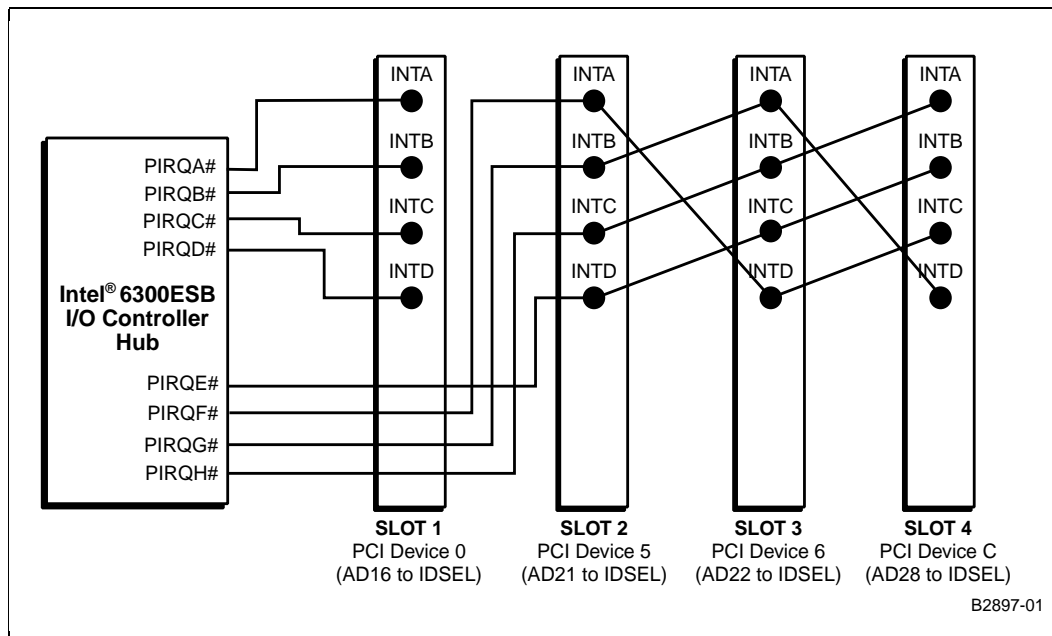 INTA
INTB
INTC
INTD
INTA
INTB
INTC
INTD
INTA
INTB
INTC
INTD
INTA
INTB
INTC
INTD
PIRQA#
PIRQB#
PIRQC#
PIRQD#
Intel® 6300ESB
I/O Controller
Hub
PIRQE#
PIRQF#
PIRQG#
PIRQH#
SLOT 1
PCI Device 0
(AD16 to IDSEL)
SLOT 2
PCI Device 5
(AD21 to IDSEL)
SLOT 3
PCI Device 6
(AD22 to IDSEL)
SLOT 4
PCI Device C
(AD28 to IDSEL)
B2897-01